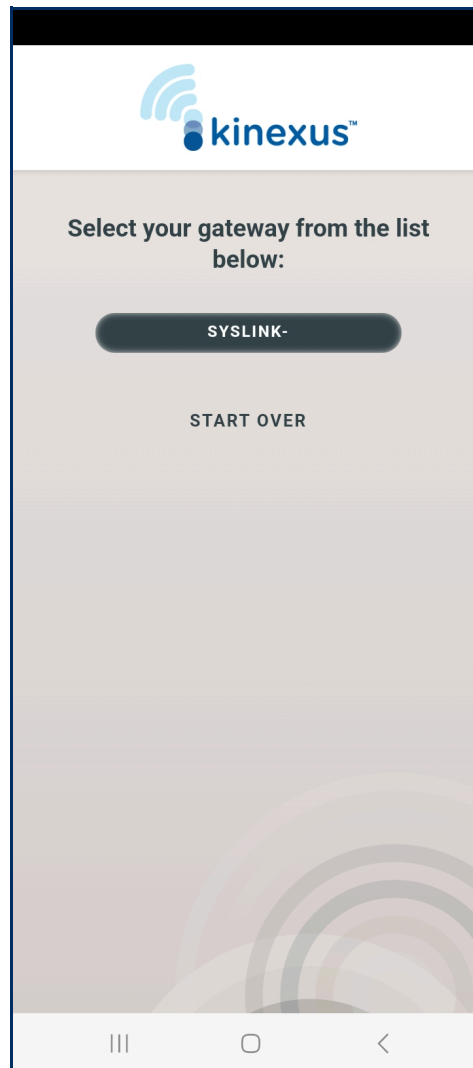 kinexus™
Select your gateway from the list
below:
SYSLINK-
START OVER